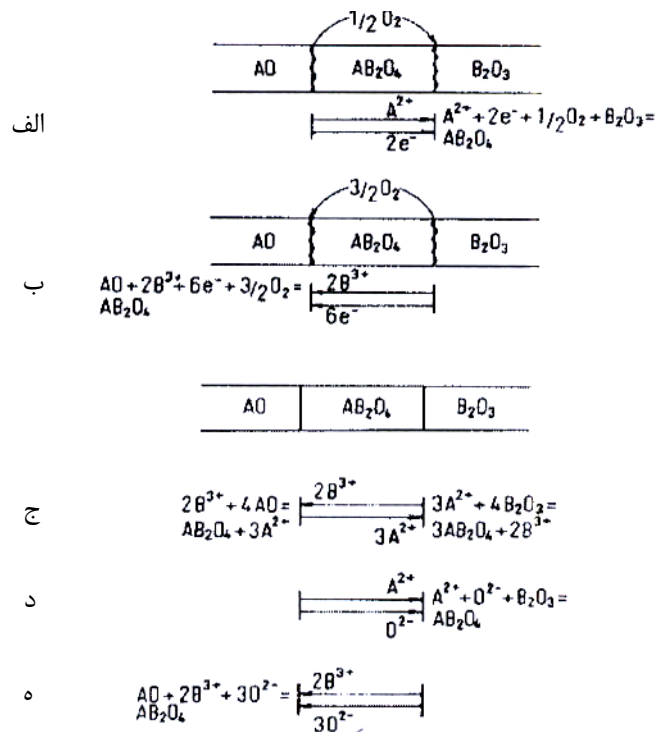 1/2 O₂
AO AB₂O₄ B₂O₃
الف
A²⁺ A²⁺ + 2e⁻ + 1/2O₂ + B₂O₃ =
2e⁻ AB₂O₄
3/2O₂
AO AB₂O₄ B₂O₃
ب
AO + 2B³⁺ + 6e⁻ + 3/2O₂ = 2B³⁺
AB₂O₄ 6e⁻
AO AB₂O₄ B₂O₃
ج
2B³⁺ + 4AO = 2B³⁺ 3A²⁺ + 4B₂O₃ =
AB₂O₄ + 3A²⁺ 3A²⁺ 3AB₂O₄ + 2B³⁺
د
A²⁺ A²⁺ + O²⁻ + B₂O₃ =
O²⁻ AB₂O₄
ه
AO + 2B³⁺ + 3O²⁻ = 2B³⁺
AB₂O₄ 3O²⁻